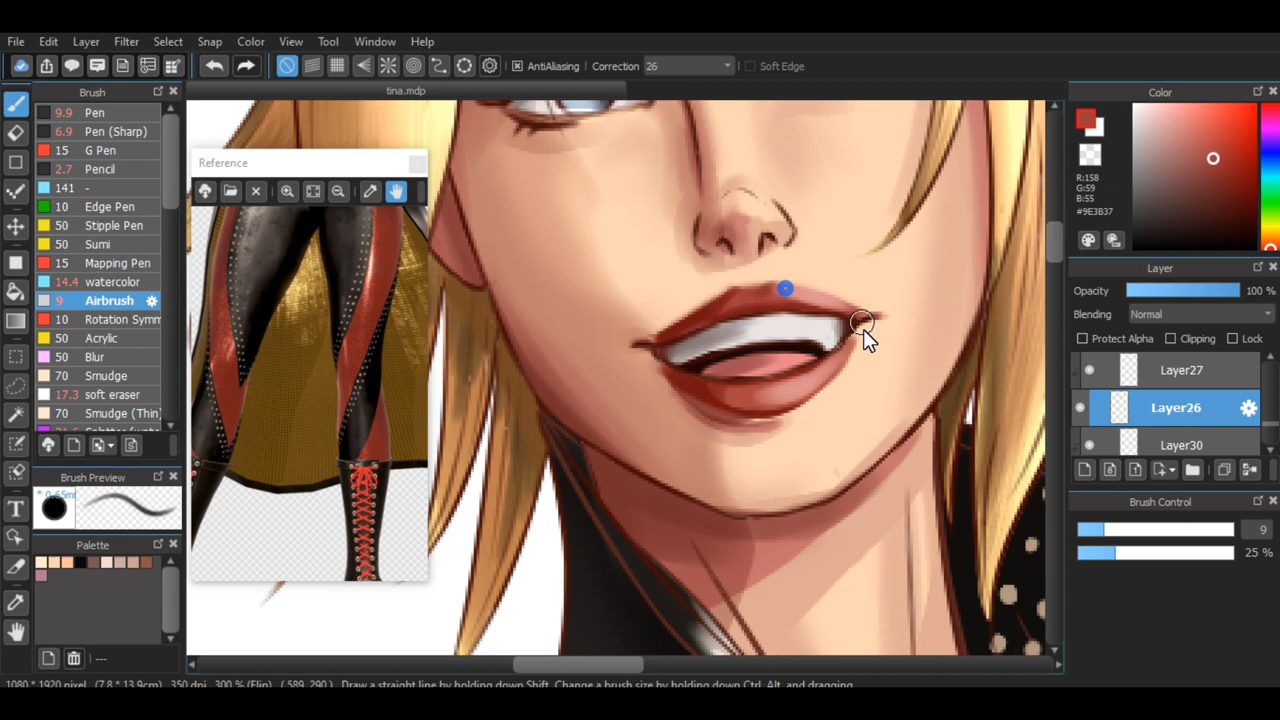 File Edit Layer Filter Select Snap Color View Tool Window Help
AntiAliasing Correction 26 Soft Edge
Brush
tina.mdp
Color
9.9 Pen
6.9 Pen (Sharp)
15 G Pen
2.7 Pencil
141 -
10 Edge Pen
50 Stipple Pen
50 Sumi
15 Mapping Pen
14.4 watercolor
9 Airbrush
10 Rotation Symm
50 Acrylic
50 Blur
70 Smudge
17.3 soft eraser
70 Smudge (Thin)
Reference
R:158
G:59
B:55
#9E3B37
Layer
Opacity 100 %
Blending Normal
Protect Alpha Clipping Lock
Layer27
Layer26
Layer30
Brush Preview
* 0.65m
Palette
---
Brush Control
9
25 %
1080 * 1920 pixel (7.8 * 13.9cm) 350 dpi 300 % (Flip) ( 589, 290 ) Draw a straight line by holding down Shift, Change a brush size by holding down Ctrl, Alt, and dragging